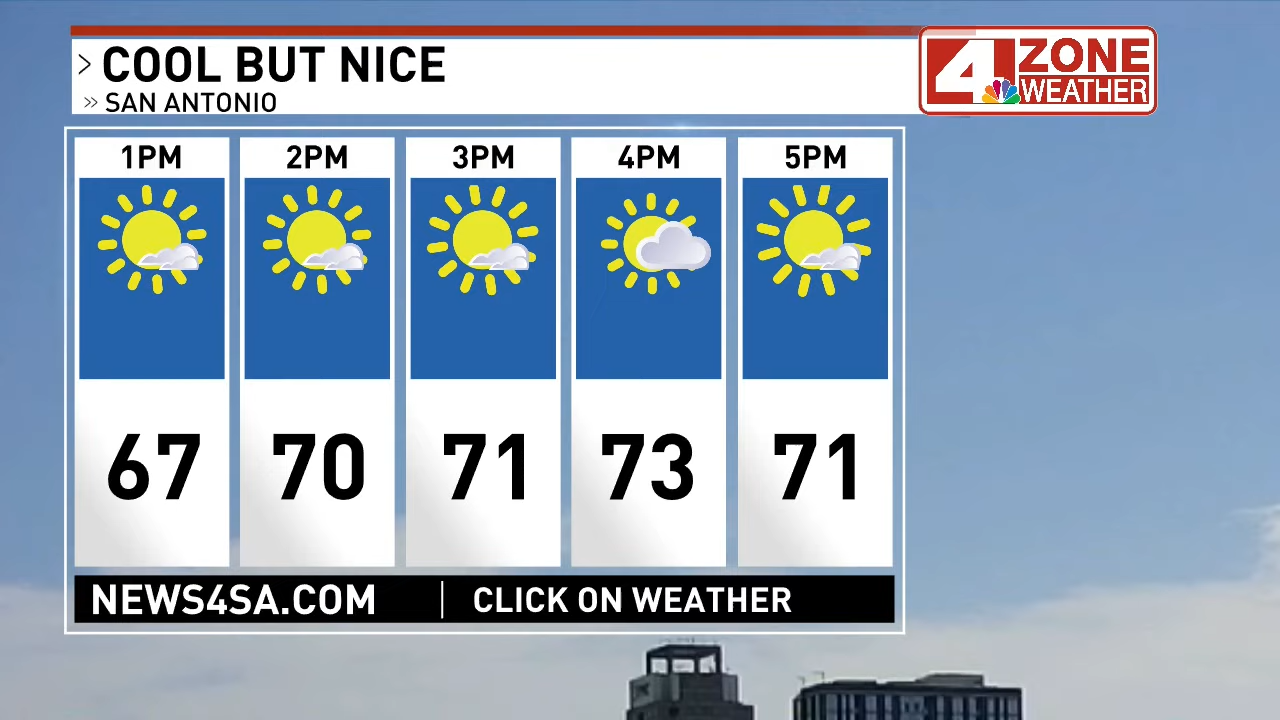 COOL BUT NICE
SAN ANTONIO
4 ZONE
WEATHER
1PM 2PM 3PM 4PM 5PM
67 70 71 73 71
NEWS4SA.COM CLICK ON WEATHER